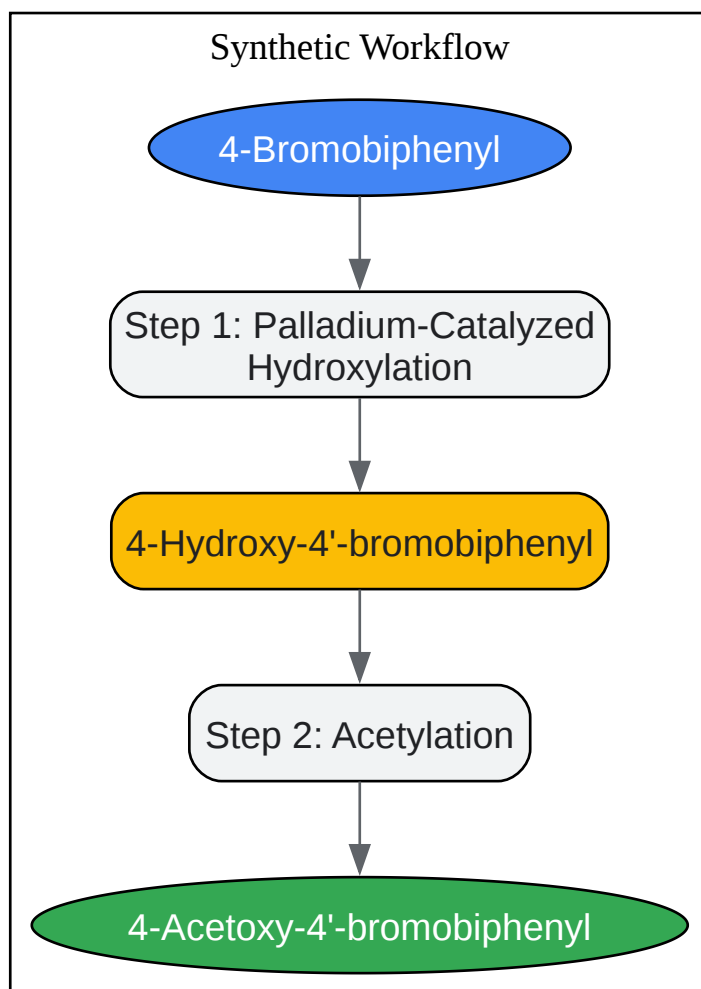 Synthetic Workflow
4-Bromobiphenyl
Step 1: Palladium-Catalyzed
Hydroxylation
4-Hydroxy-4'-bromobiphenyl
Step 2: Acetylation
4-Acetoxy-4'-bromobiphenyl